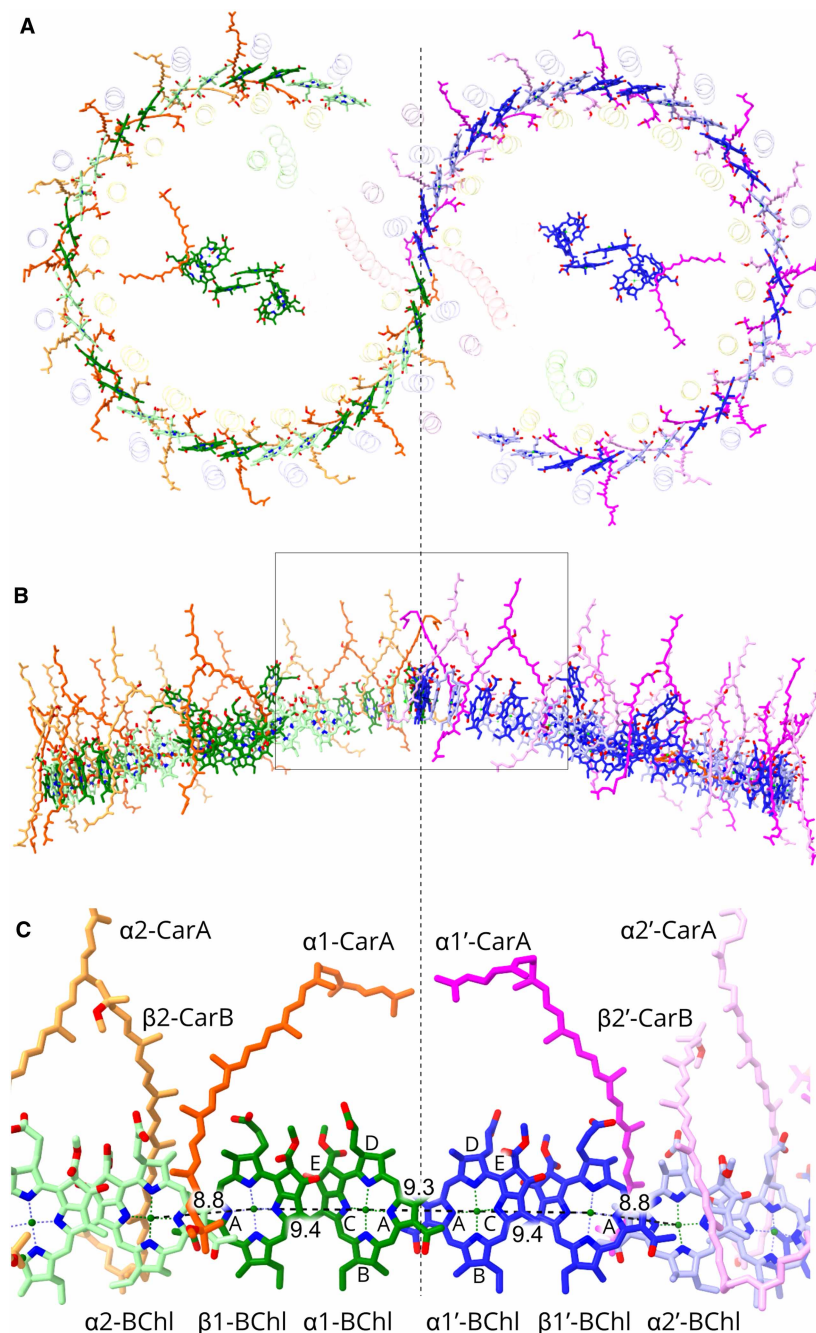 A
B
C
α2-CarA
α1-CarA
α1′-CarA
α2′-CarA
β2-CarB
β2′-CarB
D
D
E
E
9.3
8.8
8.8
A
C
A
A
C
A
9.4
9.4
B
B
α2-BChl
β1-BChl
α1-BChl
α1′-BChl
β1′-BChl
α2′-BChl